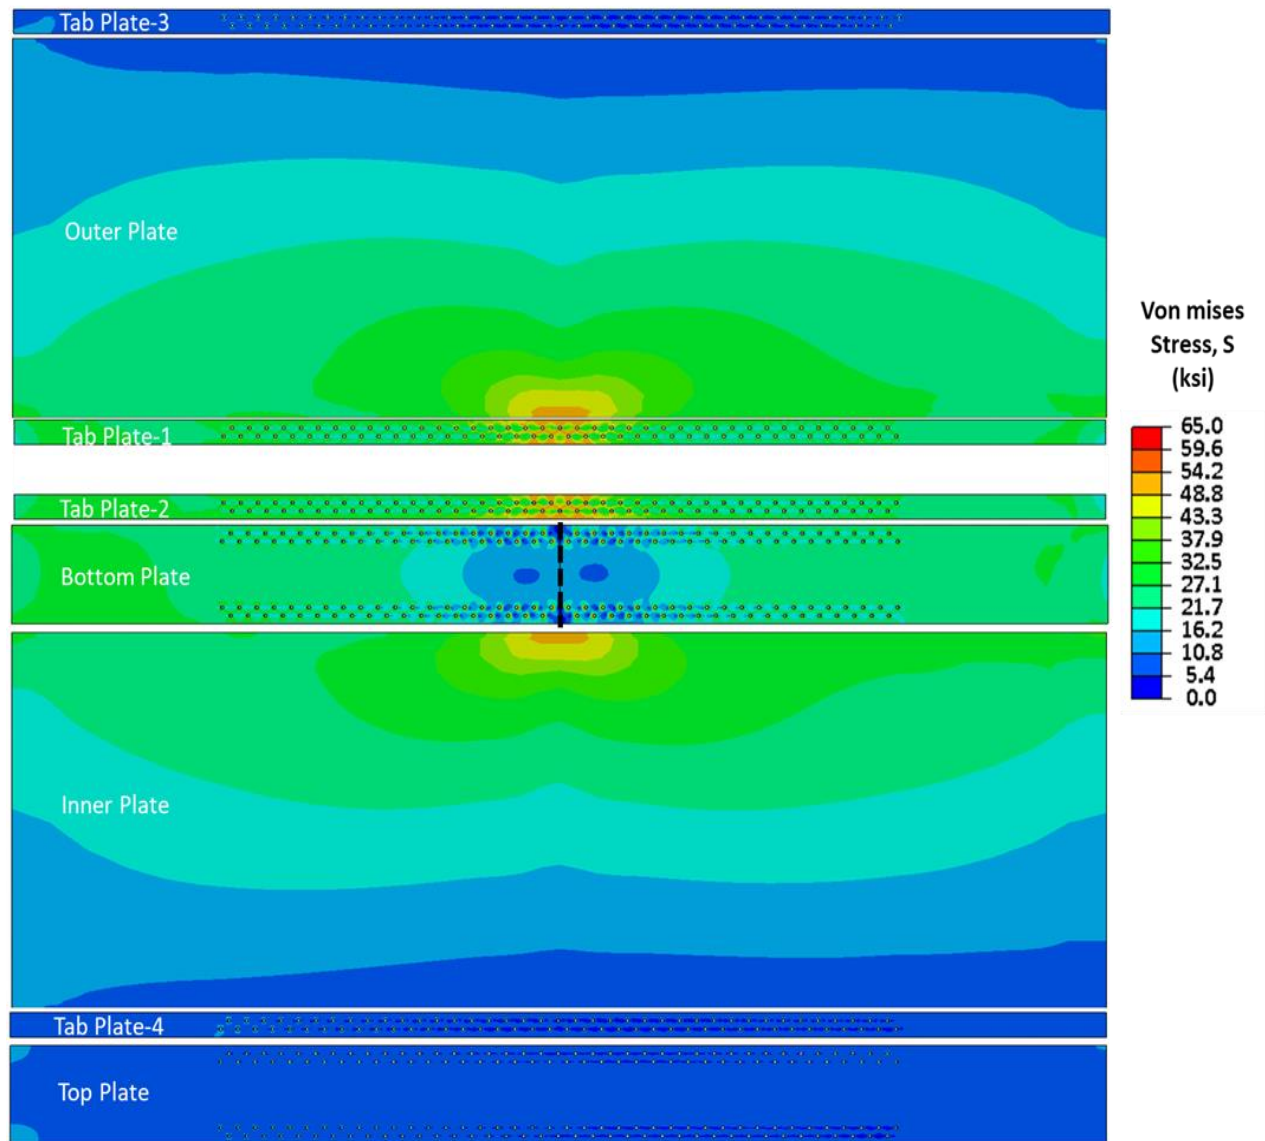 Tab Plate-3
Outer Plate
Tab Plate-1
Tab Plate-2
Bottom Plate
Inner Plate
Tab Plate-4
Top Plate
Von mises
Stress, S
(ksi)
65.0
59.6
54.2
48.8
43.3
37.9
32.5
27.1
21.7
16.2
10.8
5.4
0.0